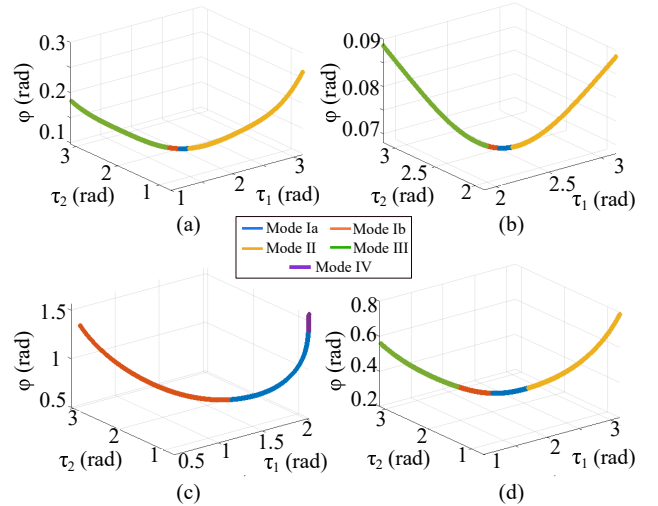 0.3
0.2
0.1
φ (rad)
3
2
1
τ2 (rad)
1
2
3
τ1 (rad)
(a)
0.09
0.08
0.07
φ (rad)
3
2.5
2
τ2 (rad)
2
2.5
3
τ1 (rad)
(b)
Mode Ia Mode Ib
Mode II Mode III
Mode IV
1.5
1
0.5
φ (rad)
3
2
1
τ2 (rad)
0.5
1
1.5
2
τ1 (rad)
(c)
0.8
0.6
0.4
0.2
φ (rad)
3
2
1
τ2 (rad)
1
2
3
τ1 (rad)
(d)